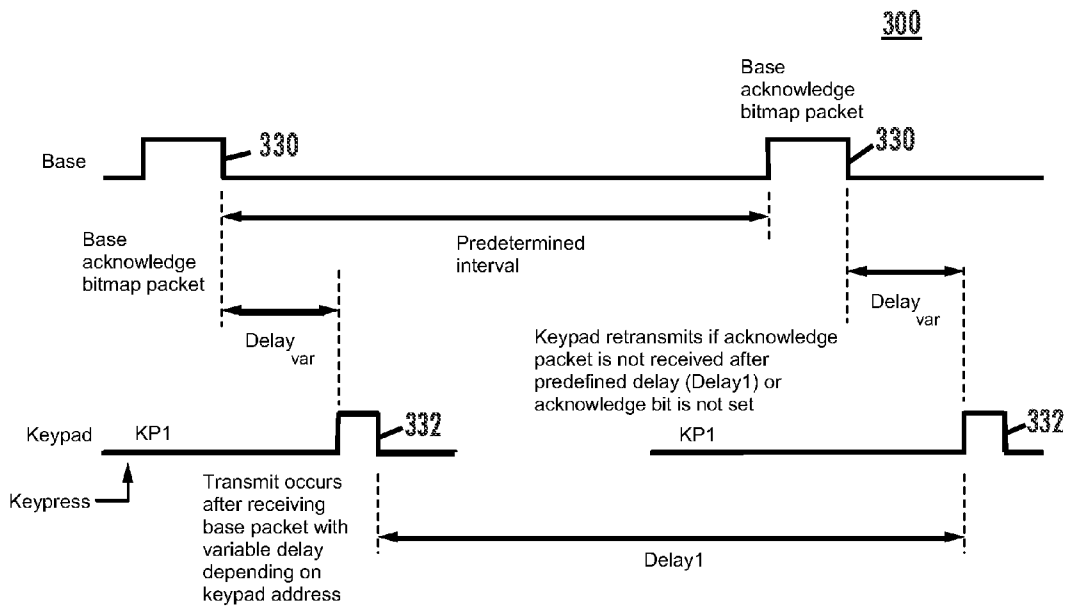 300
Base
acknowledge
bitmap packet
330
330
Base
Predetermined
interval
Base
acknowledge
bitmap packet
Delay
var
Delay
var
Keypad retransmits if acknowledge
packet is not received after
predefined delay (Delay1) or
acknowledge bit is not set
Keypad
KP1
332
KP1
332
Keypress
Transmit occurs
after receiving
base packet with
variable delay
depending on
keypad address
Delay1